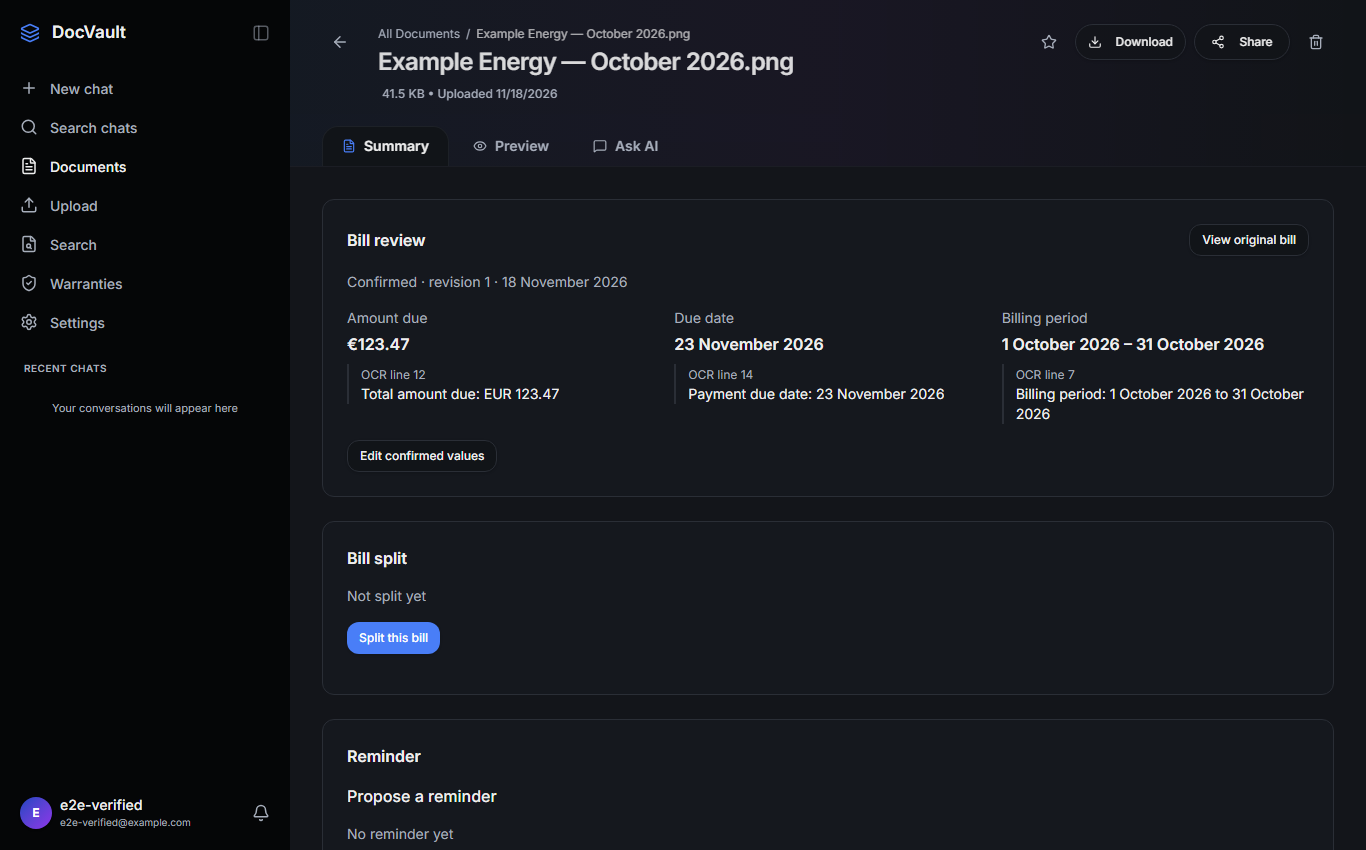 DocVault
New chat
Search chats
Documents
Upload
Search
Warranties
Settings
RECENT CHATS
Your conversations will appear here
E
e2e-verified
e2e-verified@example.com
All Documents / Example Energy — October 2026.png
Example Energy — October 2026.png
41.5 KB • Uploaded 11/18/2026
Download
Share
Summary
Preview
Ask AI
Bill review
View original bill
Confirmed · revision 1 · 18 November 2026
Amount due
€123.47
OCR line 12
Total amount due: EUR 123.47
Due date
23 November 2026
OCR line 14
Payment due date: 23 November 2026
Billing period
1 October 2026 – 31 October 2026
OCR line 7
Billing period: 1 October 2026 to 31 October
2026
Edit confirmed values
Bill split
Not split yet
Split this bill
Reminder
Propose a reminder
No reminder yet